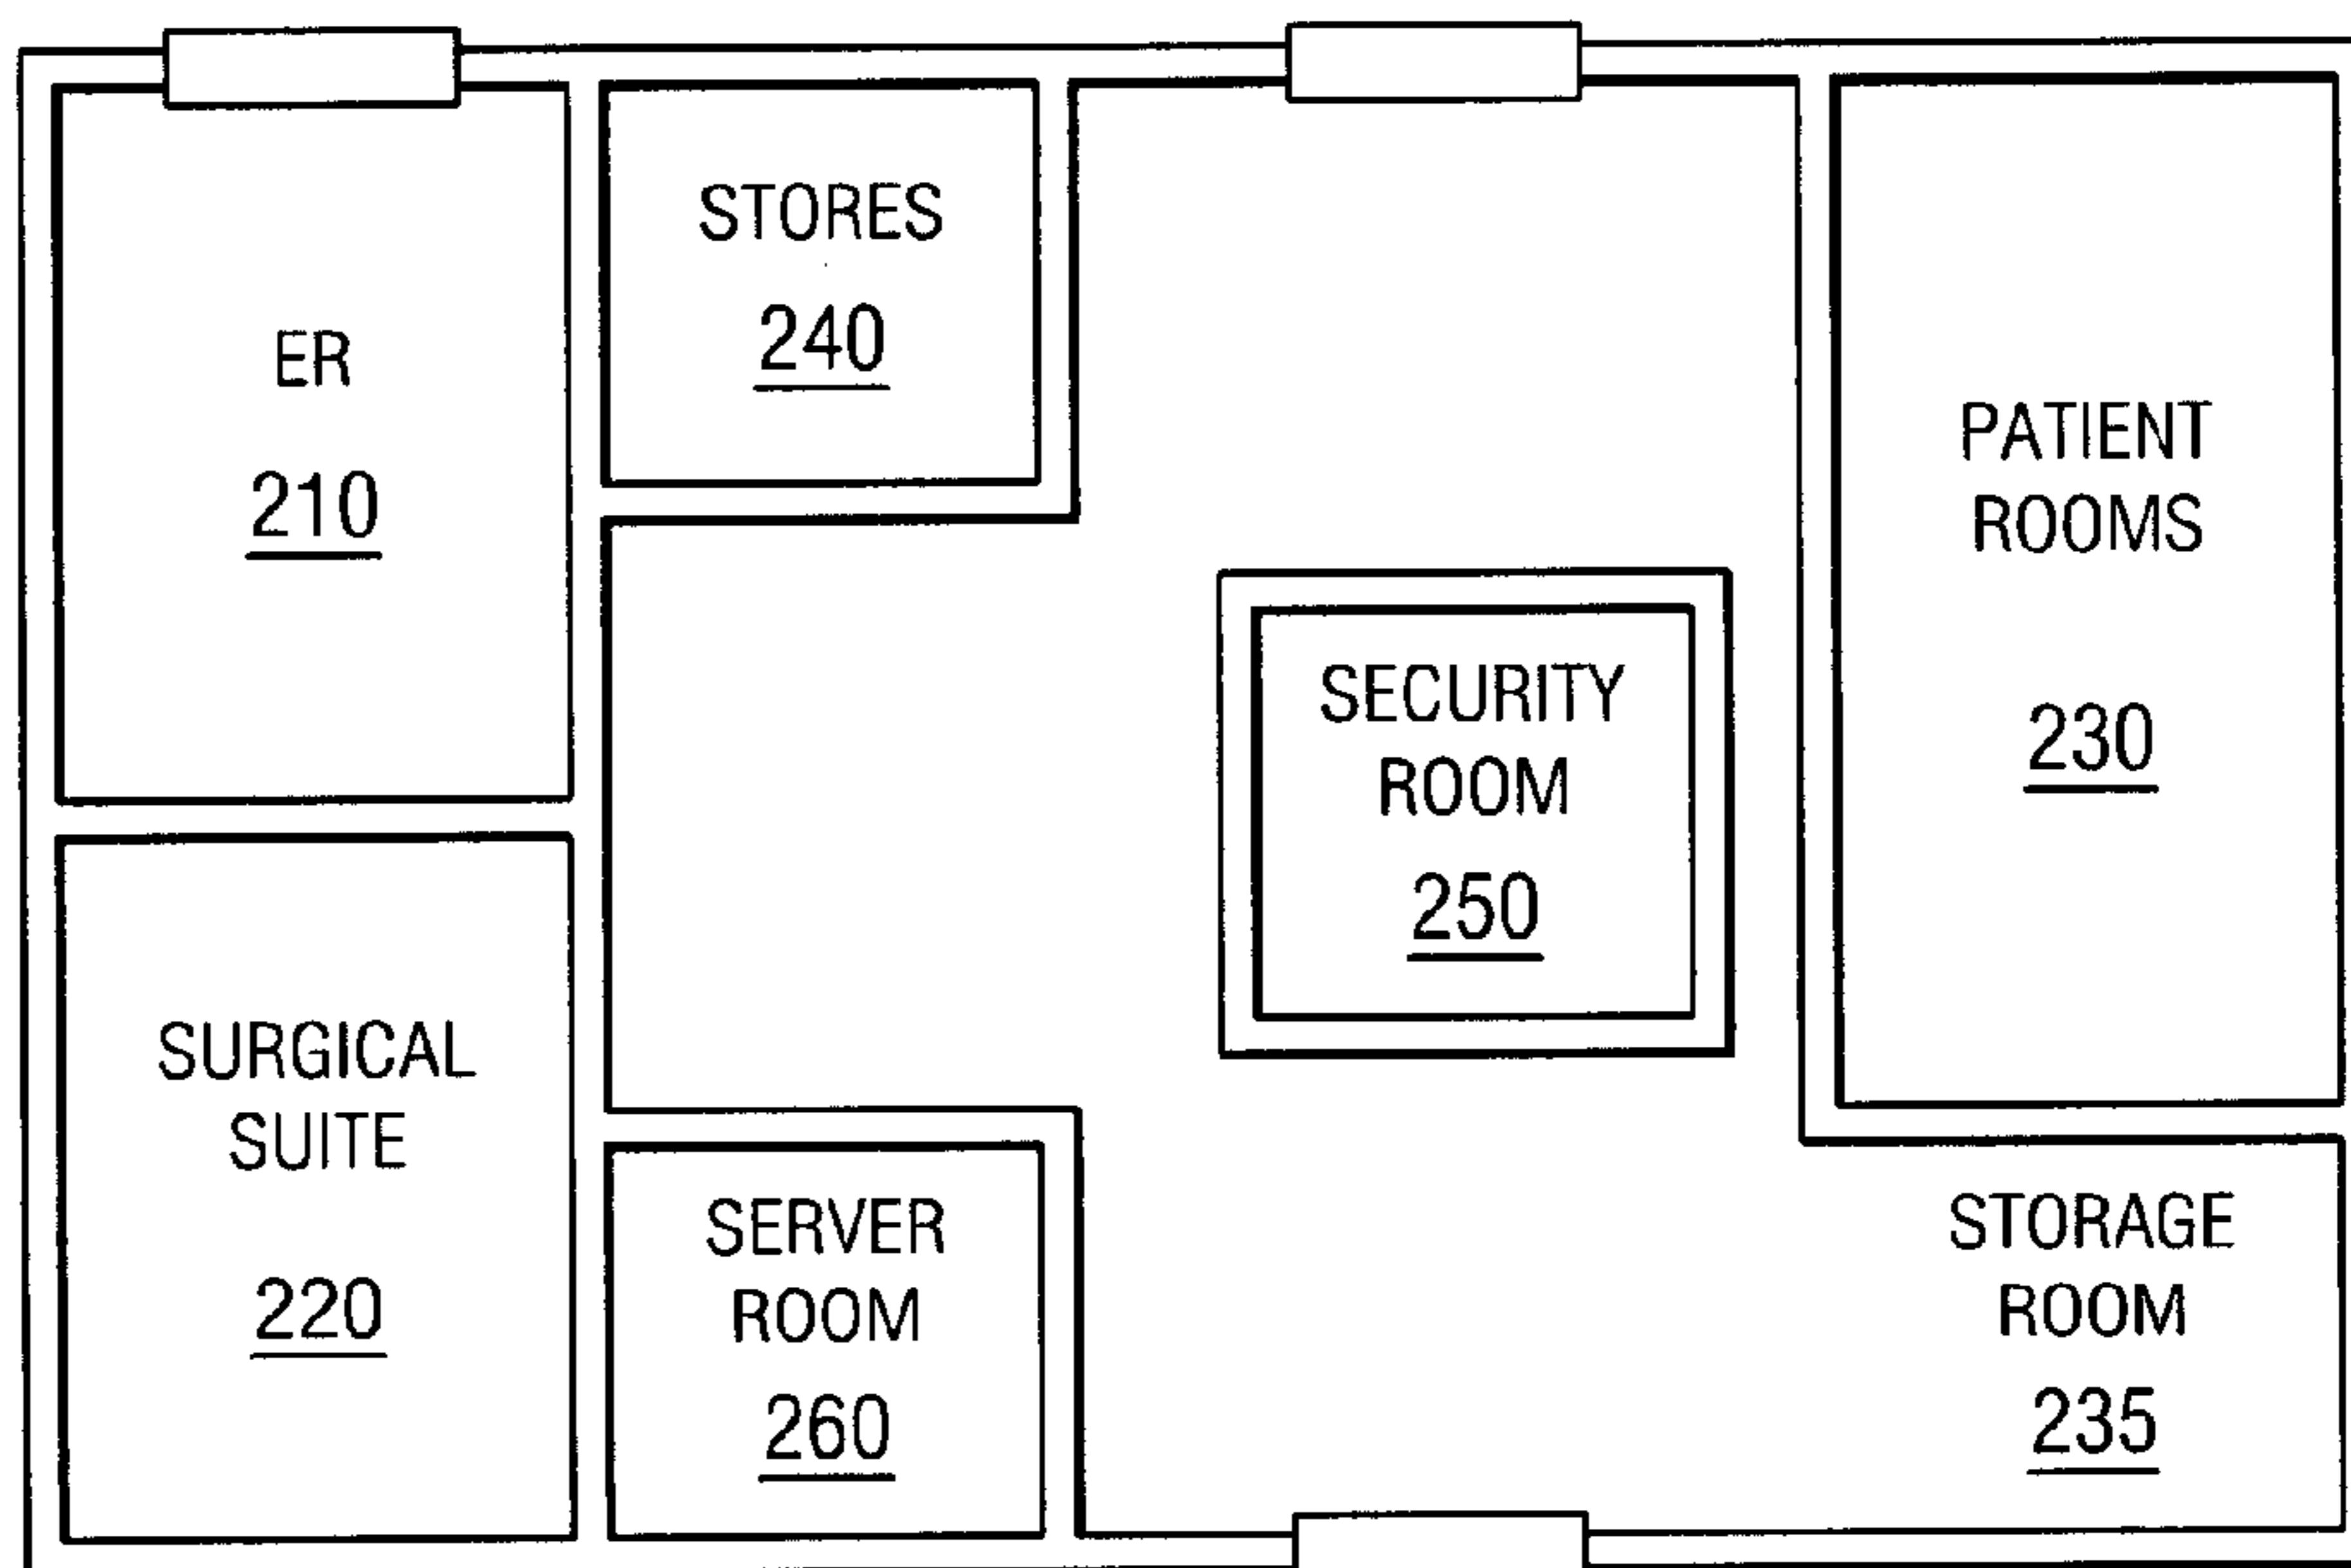 ER
210
STORES
240
PATIENT
ROOMS
230
SECURITY
ROOM
250
SURGICAL
SUITE
220
SERVER
ROOM
260
STORAGE
ROOM
235